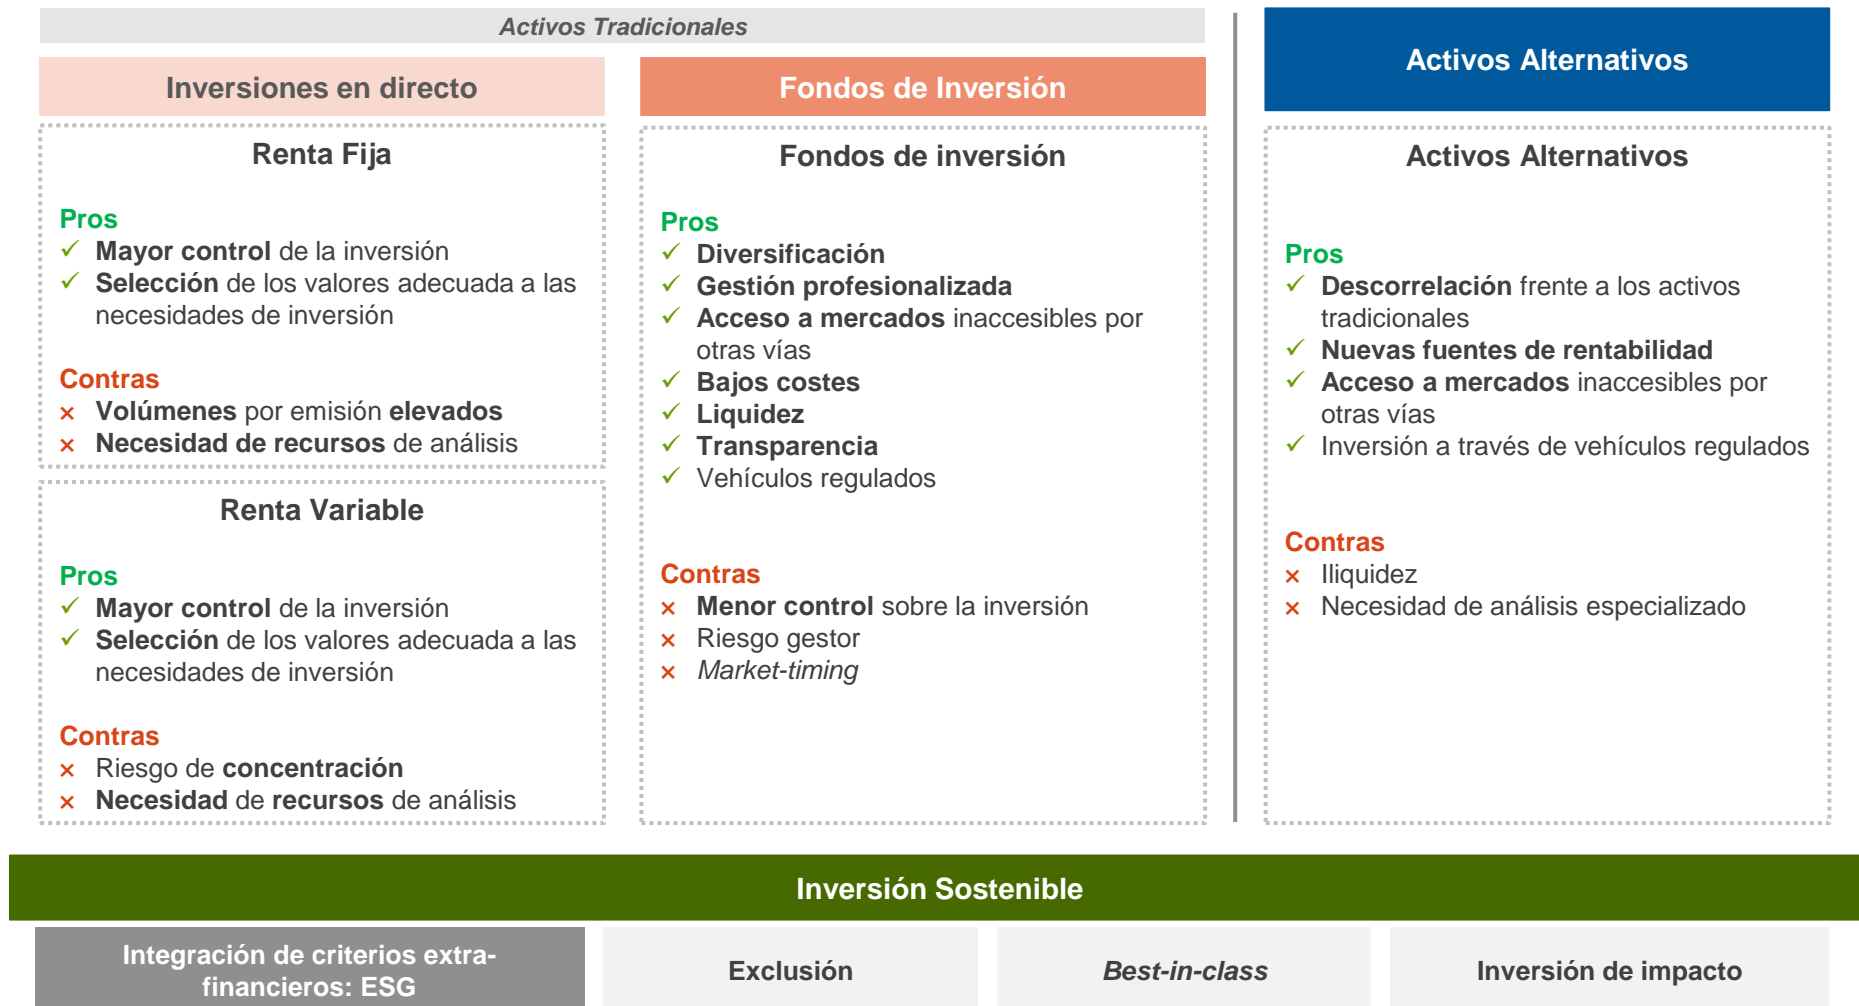 Activos Tradicionales
Inversiones en directo
Renta Fija
Pros
✓ Mayor control de la inversión
✓ Selección de los valores adecuada a las
necesidades de inversión
Contras
× Volúmenes por emisión elevados
× Necesidad de recursos de análisis
Renta Variable
Pros
✓ Mayor control de la inversión
✓ Selección de los valores adecuada a las
necesidades de inversión
Contras
× Riesgo de concentración
× Necesidad de recursos de análisis
Fondos de Inversión
Fondos de inversión
Pros
✓ Diversificación
✓ Gestión profesionalizada
✓ Acceso a mercados inaccesibles por
otras vías
✓ Bajos costes
✓ Liquidez
✓ Transparencia
✓ Vehículos regulados
Contras
× Menor control sobre la inversión
× Riesgo gestor
× Market-timing
Activos Alternativos
Activos Alternativos
Pros
✓ Descorrelación frente a los activos
tradicionales
✓ Nuevas fuentes de rentabilidad
✓ Acceso a mercados inaccesibles por
otras vías
✓ Inversión a través de vehículos regulados
Contras
× Iliquidez
× Necesidad de análisis especializado
Inversión Sostenible
Integración de criterios extra-
financieros: ESG
Exclusión
Best-in-class
Inversión de impacto